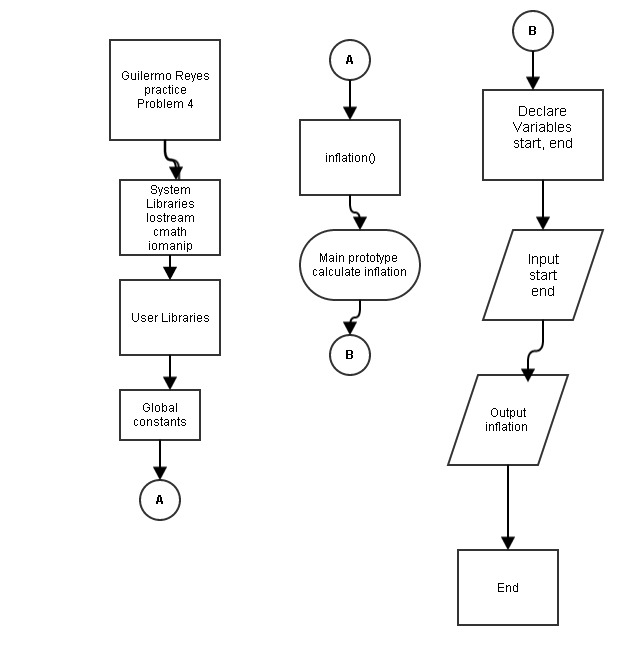 Guilermo Reyes
practice
Problem 4
System
Libraries
Iostream
cmath
iomanip
User Libraries
Global
constants
A
A
inflation()
Main prototype
calculate inflation
B
B
Declare
Variables
start, end
Input
start
end
Output
inflation
End